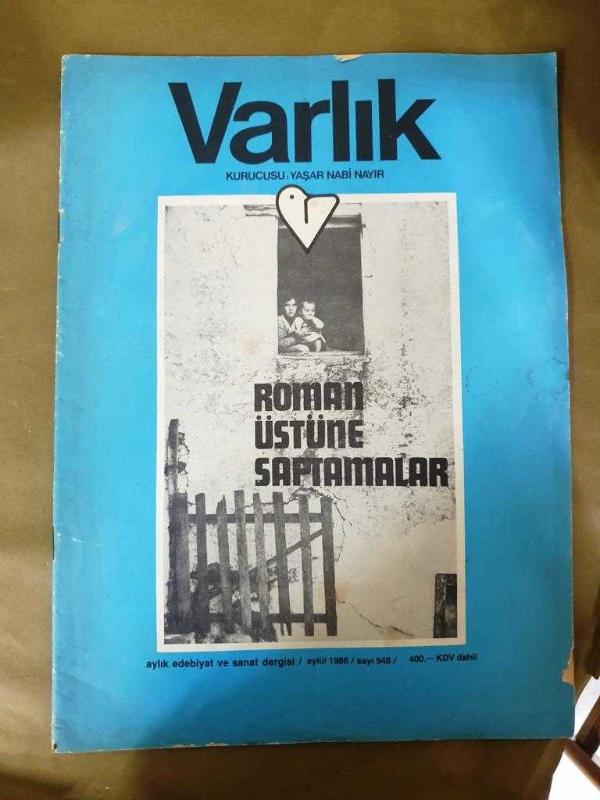 Varlık
KURUCUSU: YAŞAR NABİ NAYIR
ROMAN
ÜSTÜNE
SAPTAMALAR
aylık edebiyat ve sanat dergisi / eylül 1986 / sayı 948 / 400.— KDV dahil